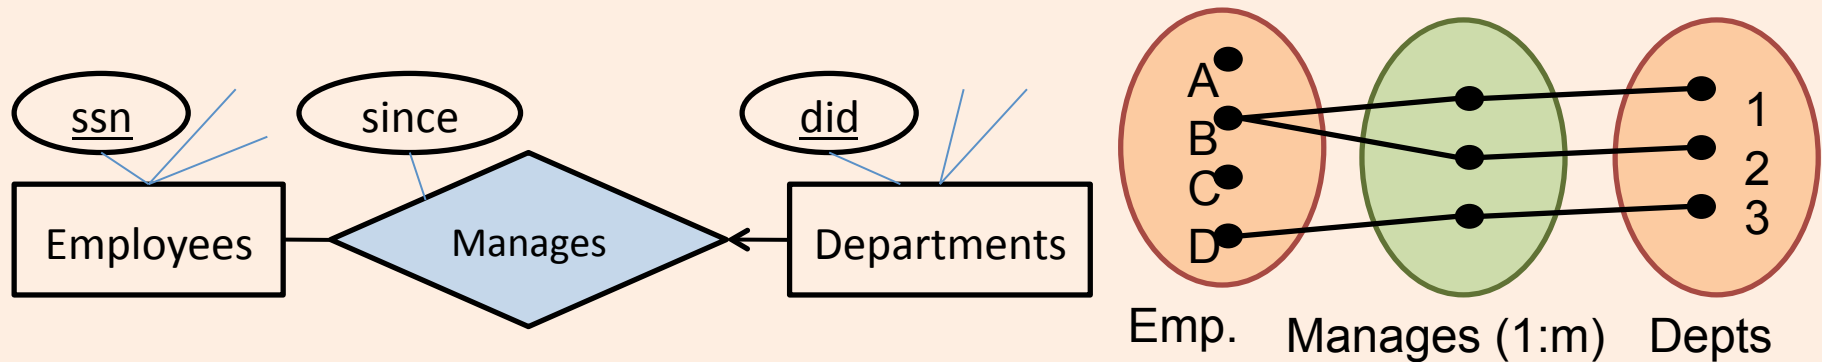 ssn
since
did
Employees
Manages
Departments
A
B
C
D
1
2
3
Emp.
Manages (1:m)
Depts